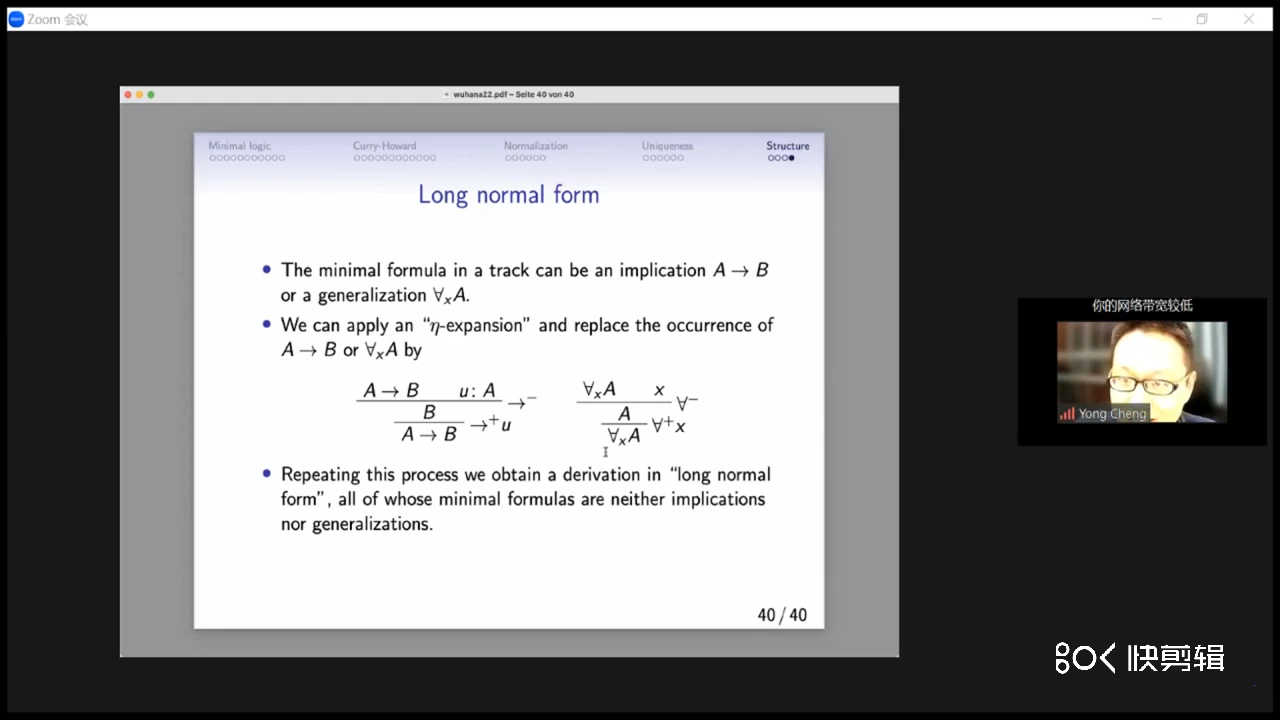 Zoom 会议
wuhana22.pdf – Seite 40 von 40
Minimal logic Curry-Howard Normalization Uniqueness Structure
Long normal form
• The minimal formula in a track can be an implication A → B
or a generalization ∀ₓA.
• We can apply an “η-expansion” and replace the occurrence of
A → B or ∀ₓA by
A → B u: A →⁻
B
A → B →⁺u
∀ₓA x ∀⁻
A
∀ₓA ∀⁺x
• Repeating this process we obtain a derivation in “long normal
form”, all of whose minimal formulas are neither implications
nor generalizations.
40 / 40
你的网络带宽较低
Yong Cheng
快剪辑